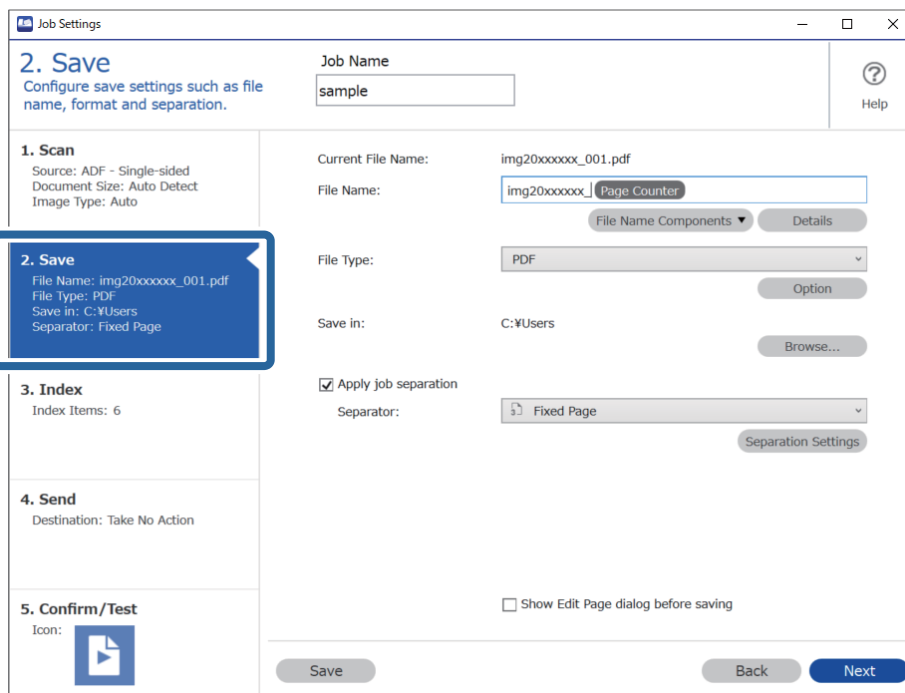 Job Settings
2. Save
Configure save settings such as file
name, format and separation.
Job Name
sample
Help
1. Scan
Source: ADF - Single-sided
Document Size: Auto Detect
Image Type: Auto
2. Save
File Name: img20xxxxxx_001.pdf
File Type: PDF
Save in: C:¥Users
Separator: Fixed Page
3. Index
Index Items: 6
4. Send
Destination: Take No Action
5. Confirm/Test
Icon:
Current File Name: img20xxxxxx_001.pdf
File Name: img20xxxxxx_ Page Counter
File Name Components ▼ Details
File Type: PDF
Option
Save in: C:¥Users
Browse...
Apply job separation
Separator: 3 Fixed Page
Separation Settings
Show Edit Page dialog before saving
Save Back Next